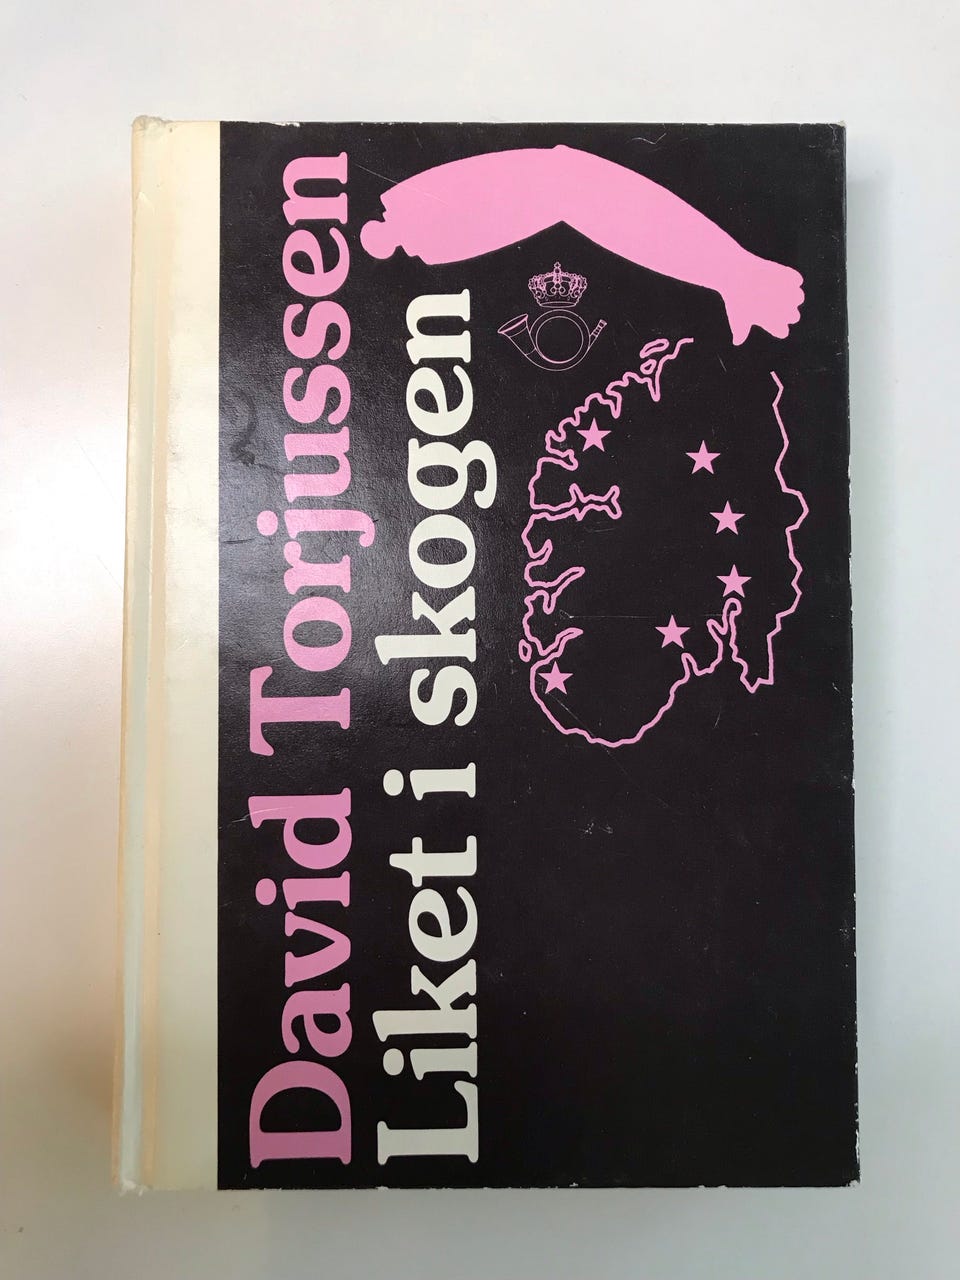 David Torjussen
Liket i skogen